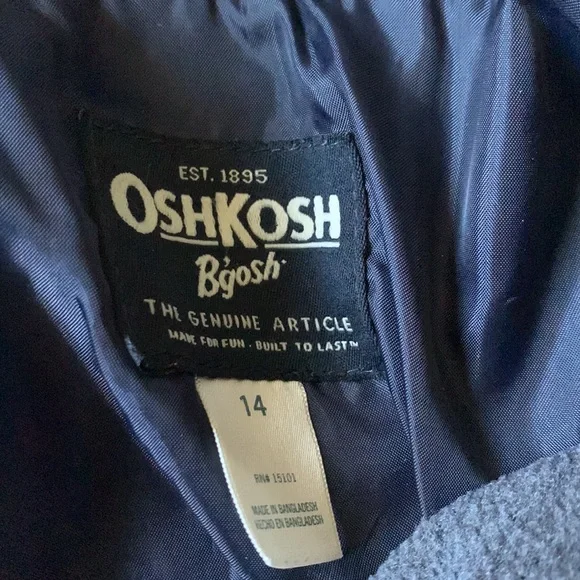 EST. 1895
OSHKOSH
B'gosh
THE GENUINE ARTICLE
MADE FOR FUN · BUILT TO LAST™
14
RN# 15101
MADE IN BANGLADESH
HECHO EN BANGLADESH